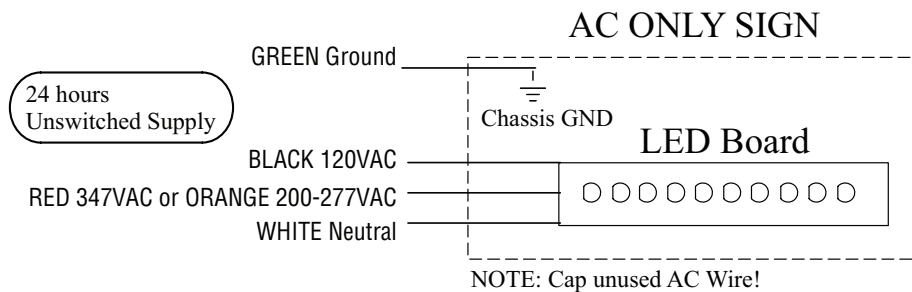 AC ONLY SIGN
GREEN Ground
24 hours
Unswitched Supply
Chassis GND
LED Board
BLACK 120VAC
RED 347VAC or ORANGE 200-277VAC
WHITE Neutral
NOTE: Cap unused AC Wire!